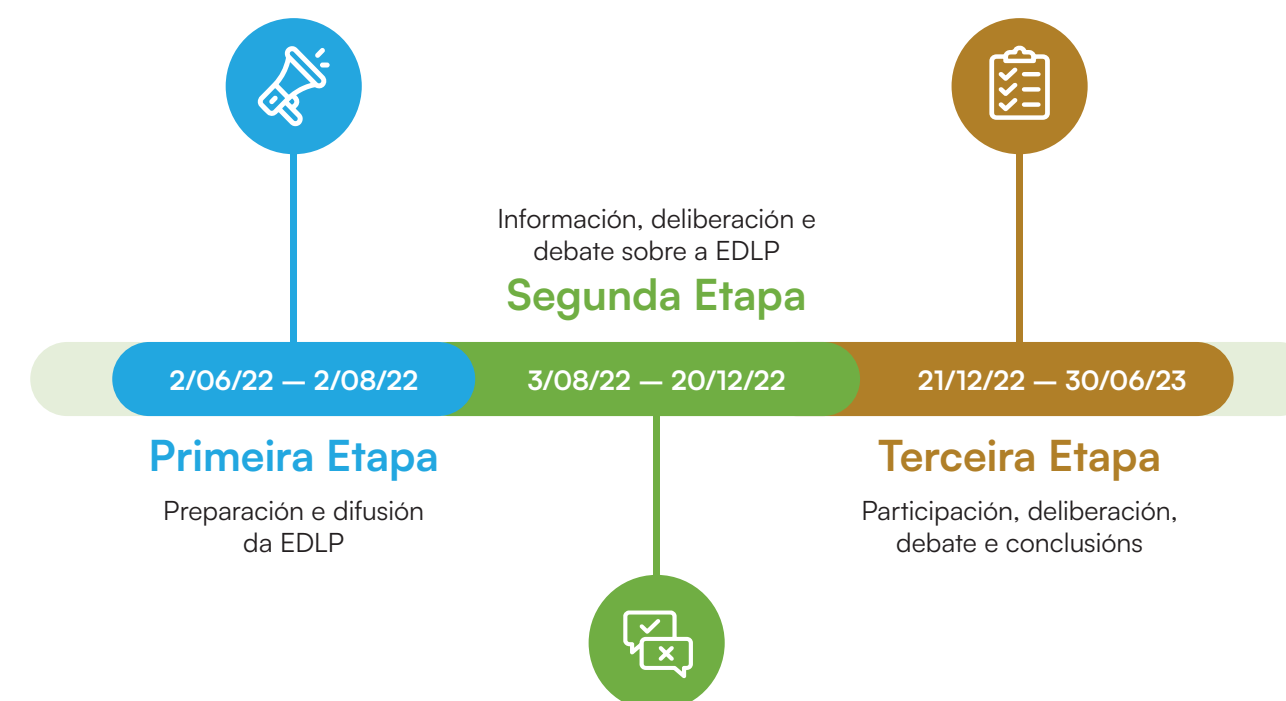 Información, deliberación e
debate sobre a EDLP
Segunda Etapa
2/06/22 — 2/08/22
3/08/22 — 20/12/22
21/12/22 — 30/06/23
Primeira Etapa
Preparación e difusión
da EDLP
Terceira Etapa
Participación, deliberación,
debate e conclusións